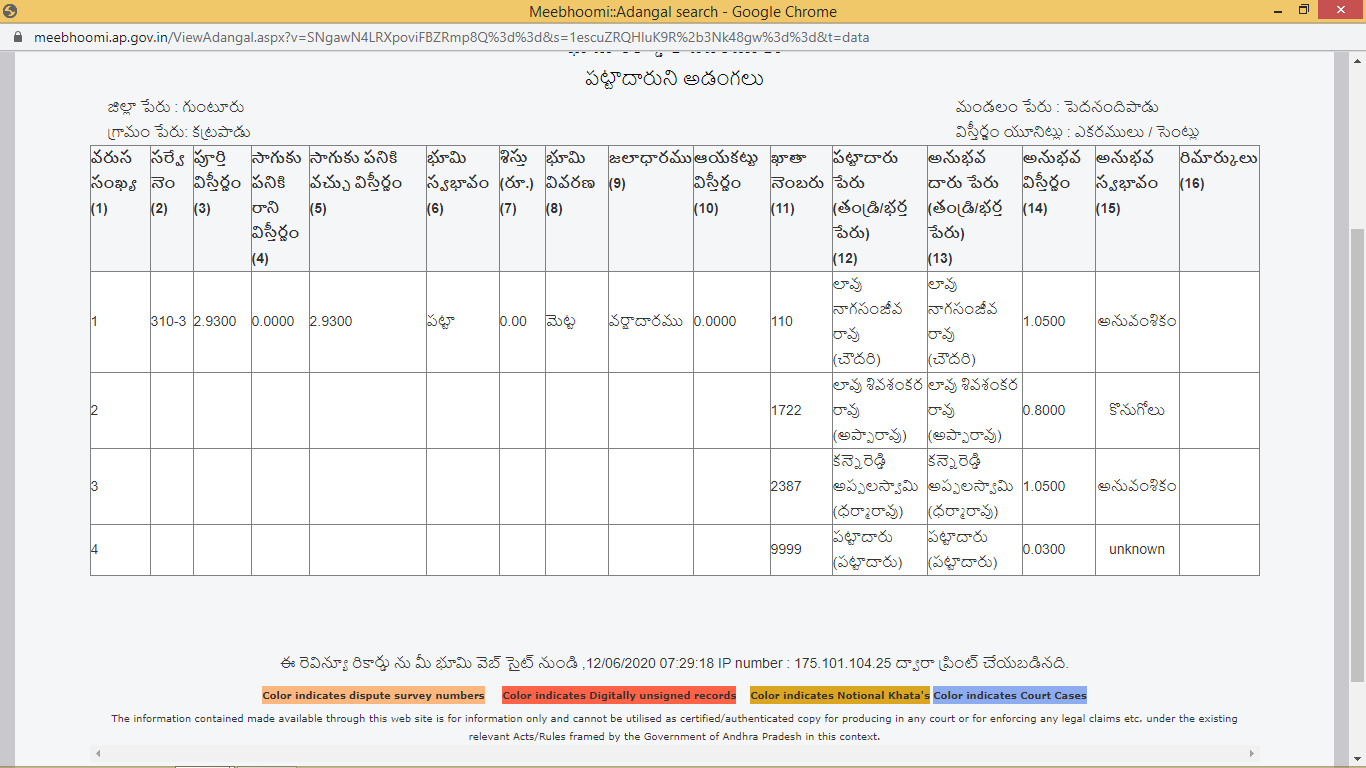 Meebhoomi::Adangal search - Google Chrome
meebhoomi.ap.gov.in/ViewAdangal.aspx?v=SNgawN4LRXpoviFBZRmp8Q%3d%3d&s=1escuZRQHIuK9R%2b3Nk48gw%3d%3d&t=data
పట్టాదారుని అడంగలు
జిల్లా పేరు : గుంటూరు మండలం పేరు : పెదనందిపాడు
గ్రామం పేరు: కట్రపాడు విస్తీర్ణం యూనిట్లు : ఎకరములు / సెంట్లు
వరుస సంఖ్య (1) సర్వే నెం (2) పూర్తి విస్తీర్ణం (3) సాగుకు పనికి రాని విస్తీర్ణం (4) సాగుకు పనికి వచ్చు విస్తీర్ణం (5) భూమి స్వభావం (6) శిస్తు (రూ.) (7) భూమి వివరణ (8) జలాధారము (9) ఆయకట్టు విస్తీర్ణం (10) ఖాతా నెంబరు (11) పట్టాదారు పేరు (తండ్రి/భర్త పేరు) (12) అనుభవ దారు పేరు (తండ్రి/భర్త పేరు) (13) అనుభవ విస్తీర్ణం (14) అనుభవ స్వభావం (15) రిమార్కులు (16)
1 310-3 2.9300 0.0000 2.9300 పట్టా 0.00 మెట్ట వర్షాదారము 0.0000 110 లావు నాగసంజీవ రావు (చౌదరి) లావు నాగసంజీవ రావు (చౌదరి) 1.0500 అనువంశికం
2 1722 లావు శివశంకర రావు (అప్పారావు) లావు శివశంకర రావు (అప్పారావు) 0.8000 కొనుగోలు
3 2387 కన్నెరెడ్డి అప్పలస్వామి (ధర్మారావు) కన్నెరెడ్డి అప్పలస్వామి (ధర్మారావు) 1.0500 అనువంశికం
4 9999 పట్టాదారు (పట్టాదారు) పట్టాదారు (పట్టాదారు) 0.0300 unknown
ఈ రెవిన్యూ రికార్డు ను మీ భూమి వెబ్ సైట్ నుండి ,12/06/2020 07:29:18 IP number : 175.101.104.25 ద్వారా ప్రింట్ చేయబడినది.
Color indicates dispute survey numbers Color indicates Digitally unsigned records Color indicates Notional Khata's Color indicates Court Cases
The information contained made available through this web site is for information only and cannot be utilised as certified/authenticated copy for producing in any court or for enforcing any legal claims etc. under the existing
relevant Acts/Rules framed by the Government of Andhra Pradesh in this context.